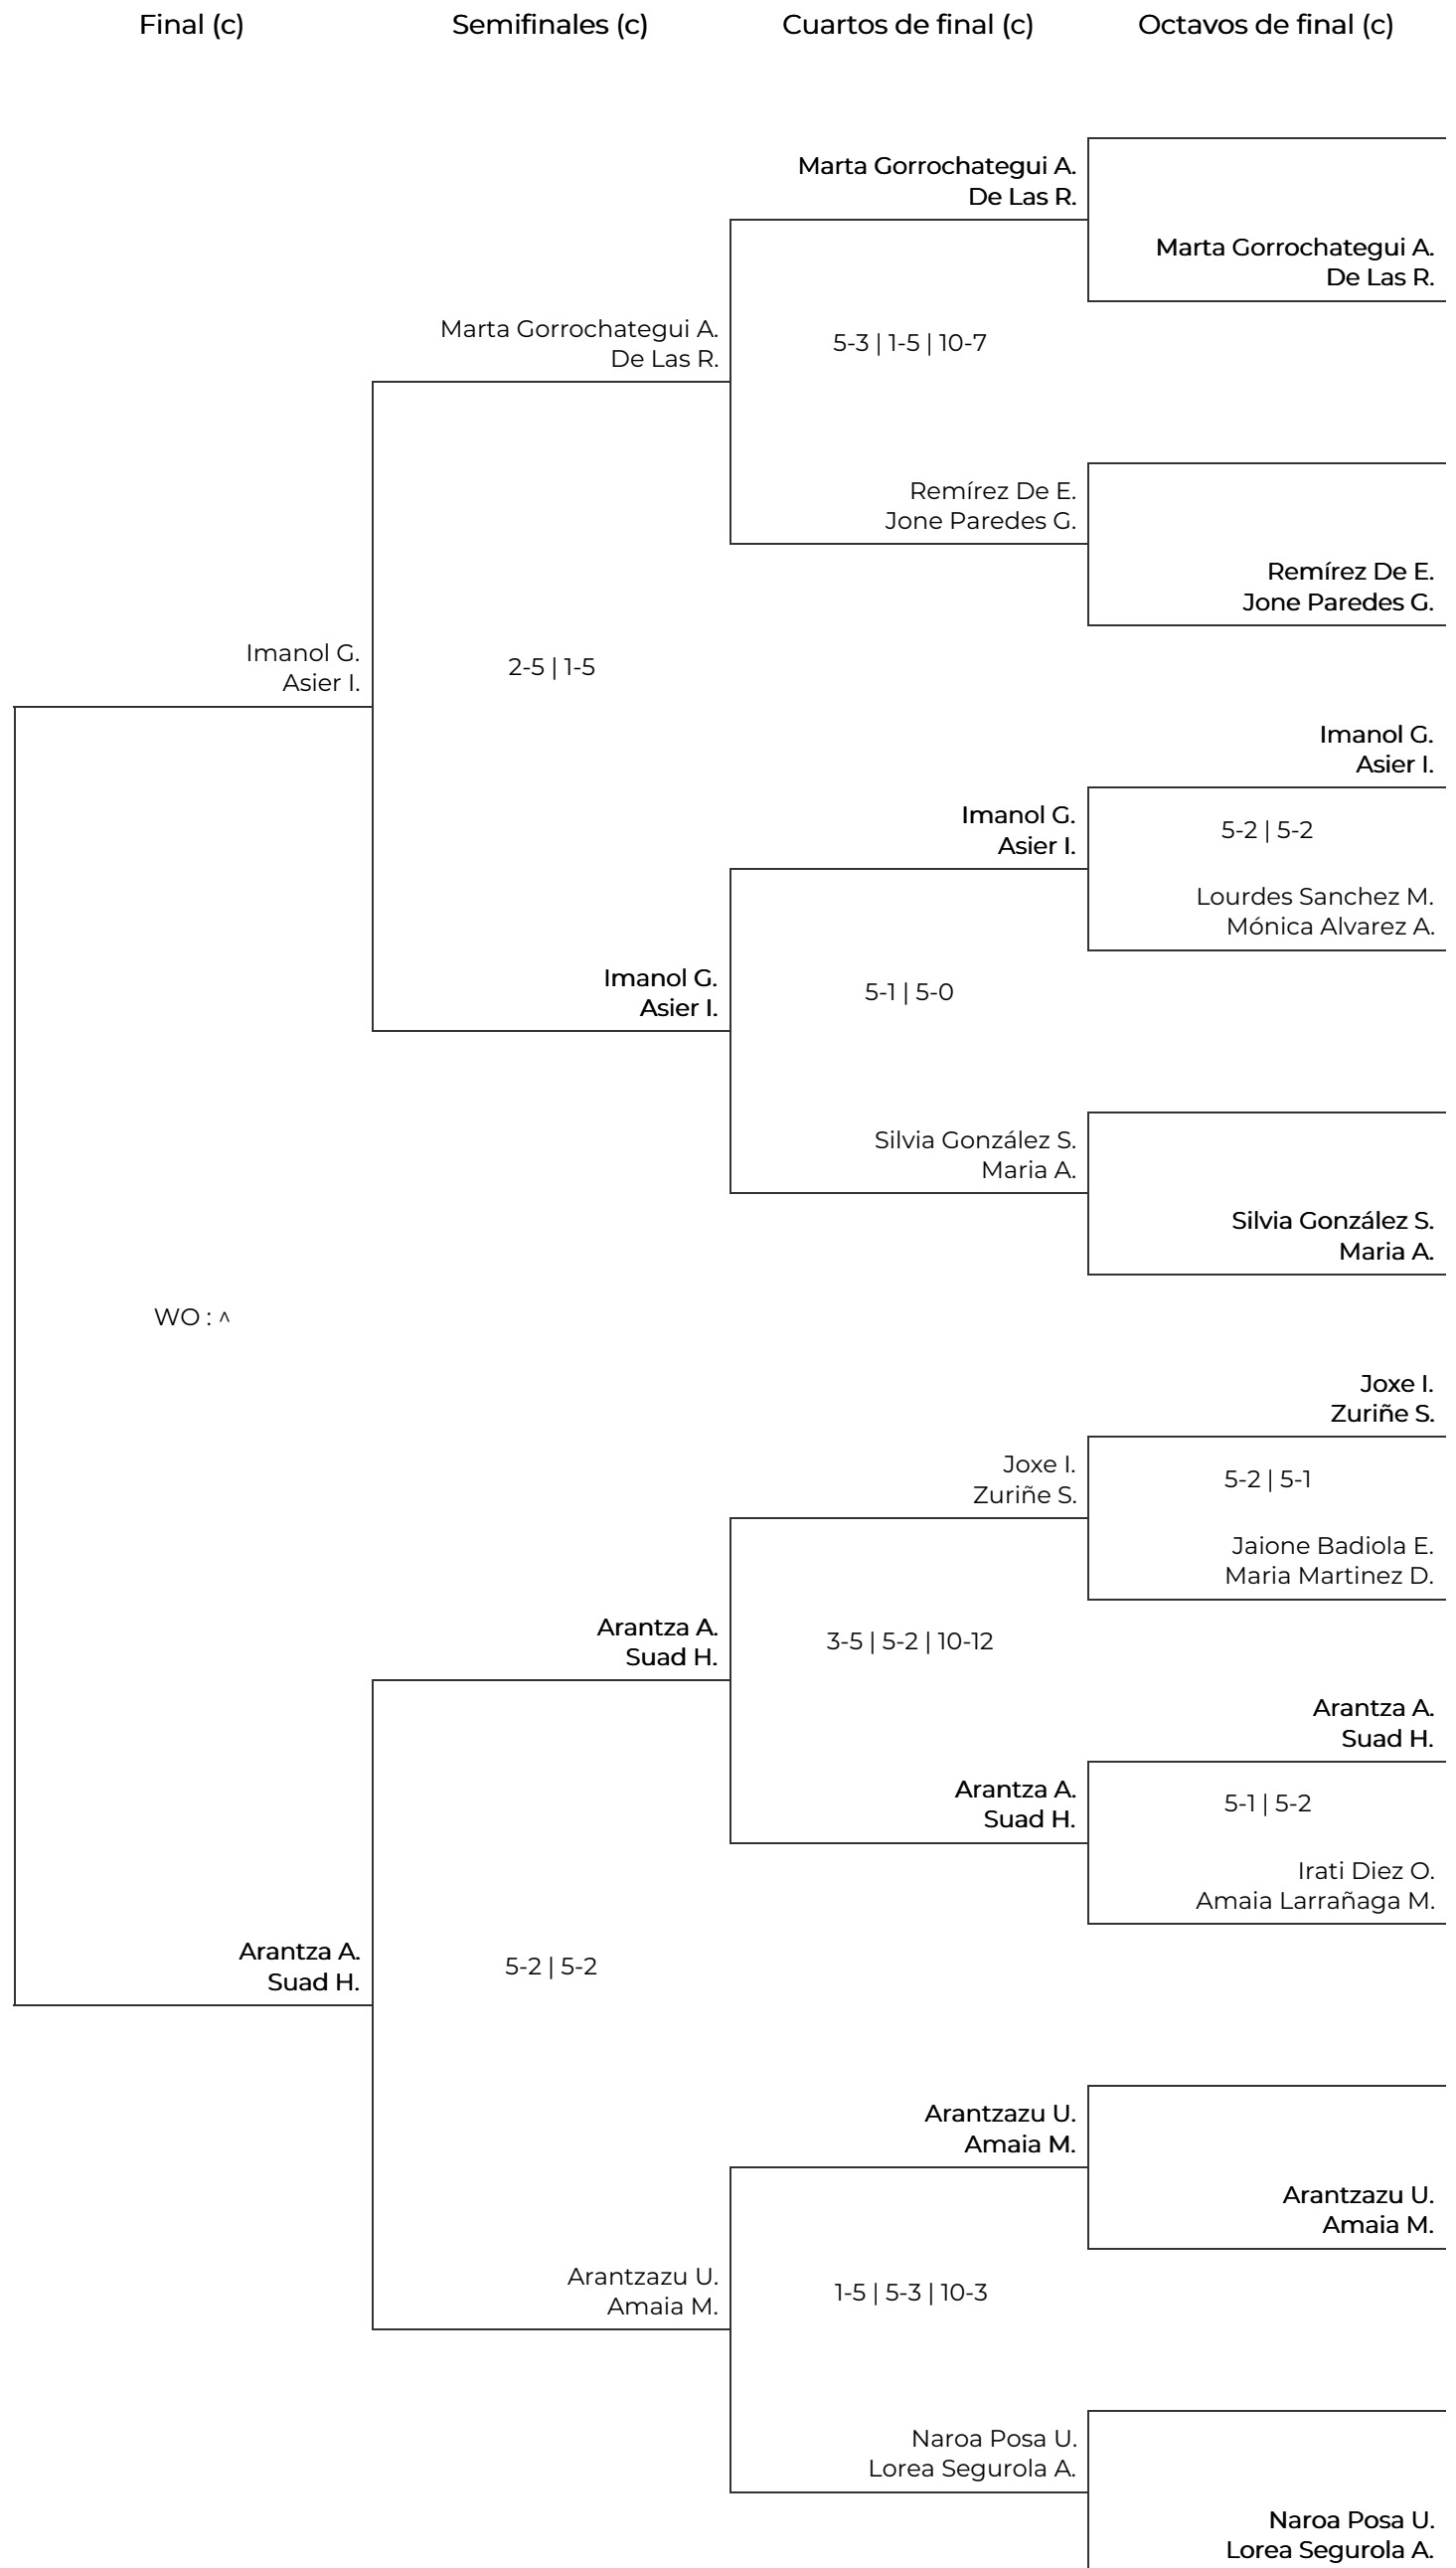 Final (c)
Semifinales (c)
Cuartos de final (c)
Octavos de final (c)
Marta Gorrochategui A.
De Las R.
Marta Gorrochategui A.
De Las R.
Marta Gorrochategui A.
De Las R.
5-3 | 1-5 | 10-7
Remírez De E.
Jone Paredes G.
Remírez De E.
Jone Paredes G.
Imanol G.
Asier I.
2-5 | 1-5
Imanol G.
Asier I.
Imanol G.
Asier I.
5-2 | 5-2
Lourdes Sanchez M.
Mónica Alvarez A.
Imanol G.
Asier I.
5-1 | 5-0
Silvia González S.
Maria A.
Silvia González S.
Maria A.
WO : ^
Joxe I.
Zuriñe S.
Joxe I.
Zuriñe S.
5-2 | 5-1
Jaione Badiola E.
Maria Martinez D.
Arantza A.
Suad H.
3-5 | 5-2 | 10-12
Arantza A.
Suad H.
Arantza A.
Suad H.
5-1 | 5-2
Irati Diez O.
Amaia Larrañaga M.
Arantza A.
Suad H.
5-2 | 5-2
Arantzazu U.
Amaia M.
Arantzazu U.
Amaia M.
Arantzazu U.
Amaia M.
1-5 | 5-3 | 10-3
Naroa Posa U.
Lorea Segurola A.
Naroa Posa U.
Lorea Segurola A.